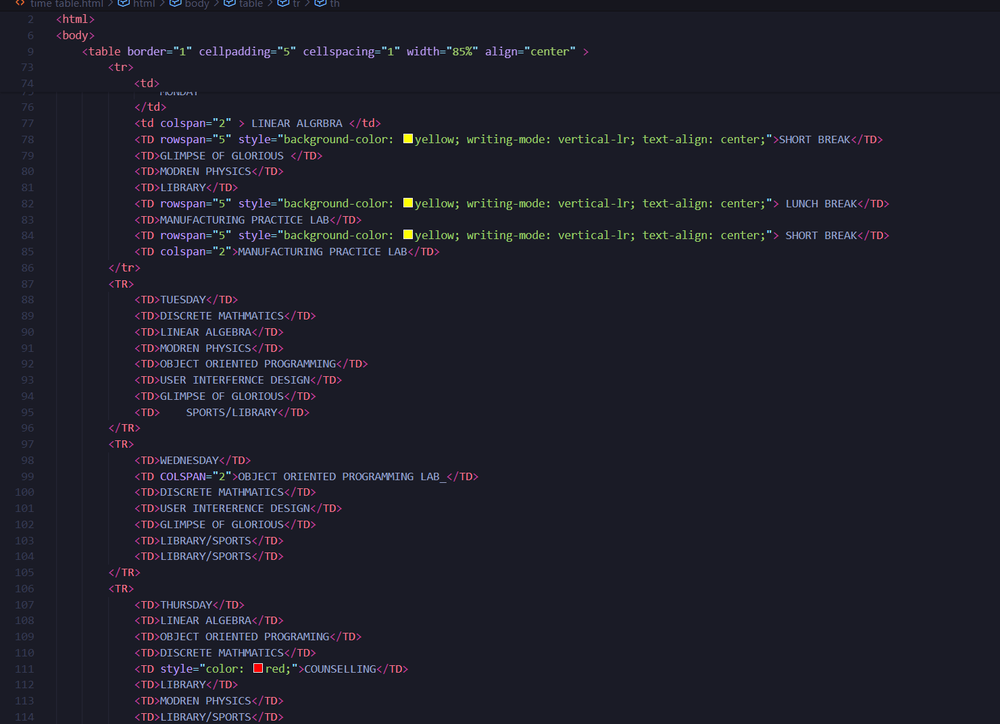 time table.html > html > body > table > tr > th
2 <html>
6 <body>
9 <table border="1" cellpadding="5" cellspacing="1" width="85%" align="center" >
73 <tr>
74 <td>
75 MONDAY
76 </td>
77 <td colspan="2" > LINEAR ALGRBRA </td>
78 <TD rowspan="5" style="background-color: yellow; writing-mode: vertical-lr; text-align: center;">SHORT BREAK</TD>
79 <TD>GLIMPSE OF GLORIOUS </TD>
80 <TD>MODREN PHYSICS</TD>
81 <TD>LIBRARY</TD>
82 <TD rowspan="5" style="background-color: yellow; writing-mode: vertical-lr; text-align: center;"> LUNCH BREAK</TD>
83 <TD>MANUFACTURING PRACTICE LAB</TD>
84 <TD rowspan="5" style="background-color: yellow; writing-mode: vertical-lr; text-align: center;"> SHORT BREAK</TD>
85 <TD colspan="2">MANUFACTURING PRACTICE LAB</TD>
86 </tr>
87 <TR>
88 <TD>TUESDAY</TD>
89 <TD>DISCRETE MATHMATICS</TD>
90 <TD>LINEAR ALGEBRA</TD>
91 <TD>MODREN PHYSICS</TD>
92 <TD>OBJECT ORIENTED PROGRAMMING</TD>
93 <TD>USER INTERFERNCE DESIGN</TD>
94 <TD>GLIMPSE OF GLORIOUS</TD>
95 <TD>    SPORTS/LIBRARY</TD>
96 </TR>
97 <TR>
98 <TD>WEDNESDAY</TD>
99 <TD COLSPAN="2">OBJECT ORIENTED PROGRAMMING LAB_</TD>
100 <TD>DISCRETE MATHMATICS</TD>
101 <TD>USER INTERERENCE DESIGN</TD>
102 <TD>GLIMPSE OF GLORIOUS</TD>
103 <TD>LIBRARY/SPORTS</TD>
104 <TD>LIBRARY/SPORTS</TD>
105 </TR>
106 <TR>
107 <TD>THURSDAY</TD>
108 <TD>LINEAR ALGEBRA</TD>
109 <TD>OBJECT ORIENTED PROGRAMING</TD>
110 <TD>DISCRETE MATHMATICS</TD>
111 <TD style="color: red;">COUNSELLING</TD>
112 <TD>LIBRARY</TD>
113 <TD>MODREN PHYSICS</TD>
114 <TD>LIBRARY/SPORTS</TD>